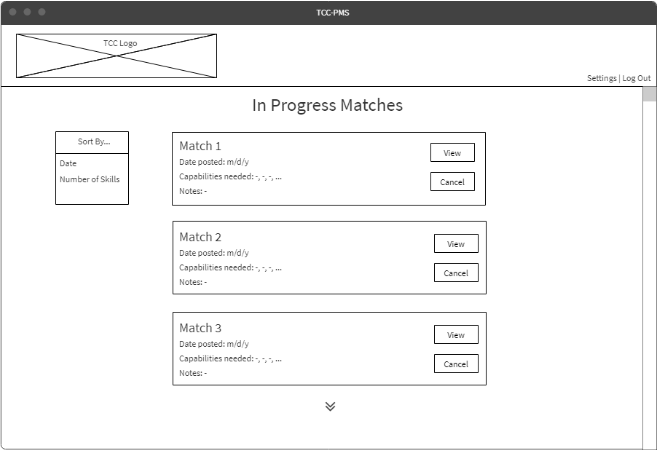 TCC-PMS
TCC Logo
Settings | Log Out
In Progress Matches
Sort By...
Date
Number of Skills
Match 1
Date posted: m/d/y
Capabilities needed: -, -, -, ...
Notes: -
View
Cancel
Match 2
Date posted: m/d/y
Capabilities needed: -, -, -, ...
Notes: -
View
Cancel
Match 3
Date posted: m/d/y
Capabilities needed: -, -, -, ...
Notes: -
View
Cancel